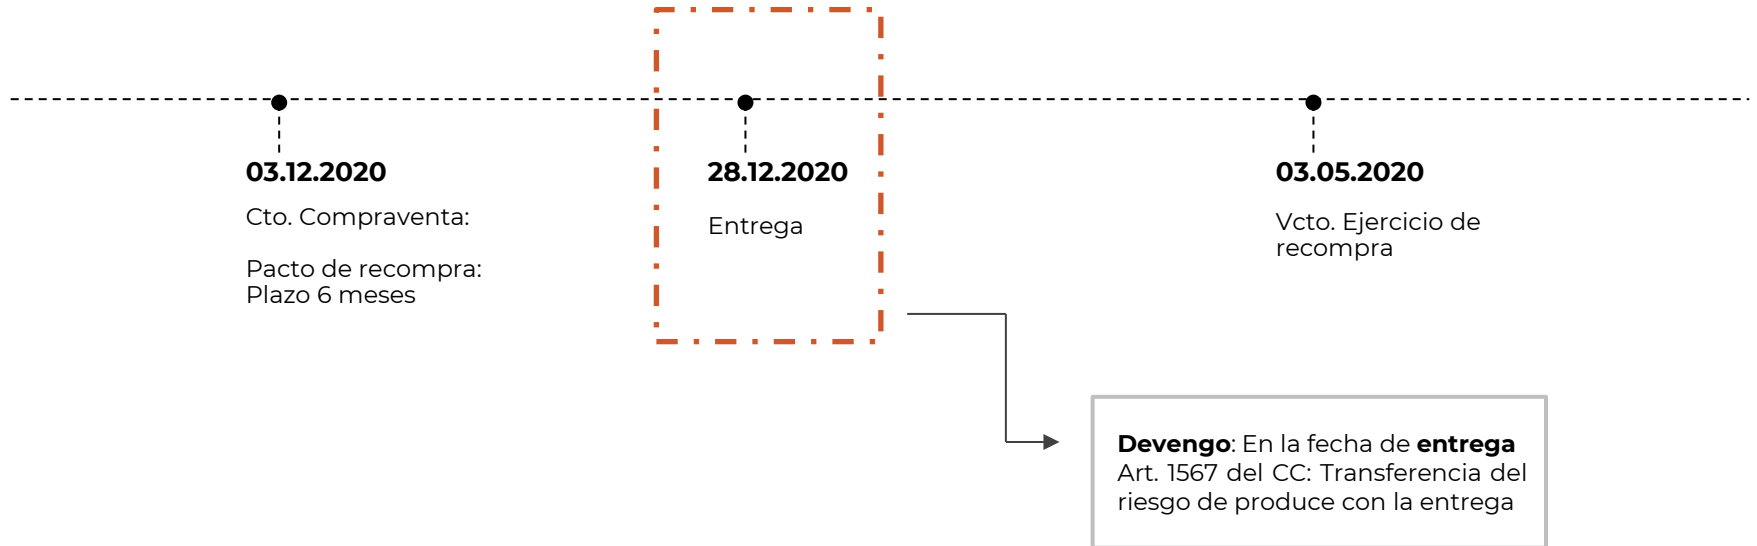 03.12.2020
Cto. Compraventa:
Pacto de recompra:
Plazo 6 meses
28.12.2020
Entrega
03.05.2020
Vcto. Ejercicio de
recompra
Devengo: En la fecha de entrega
Art. 1567 del CC: Transferencia del
riesgo de produce con la entrega